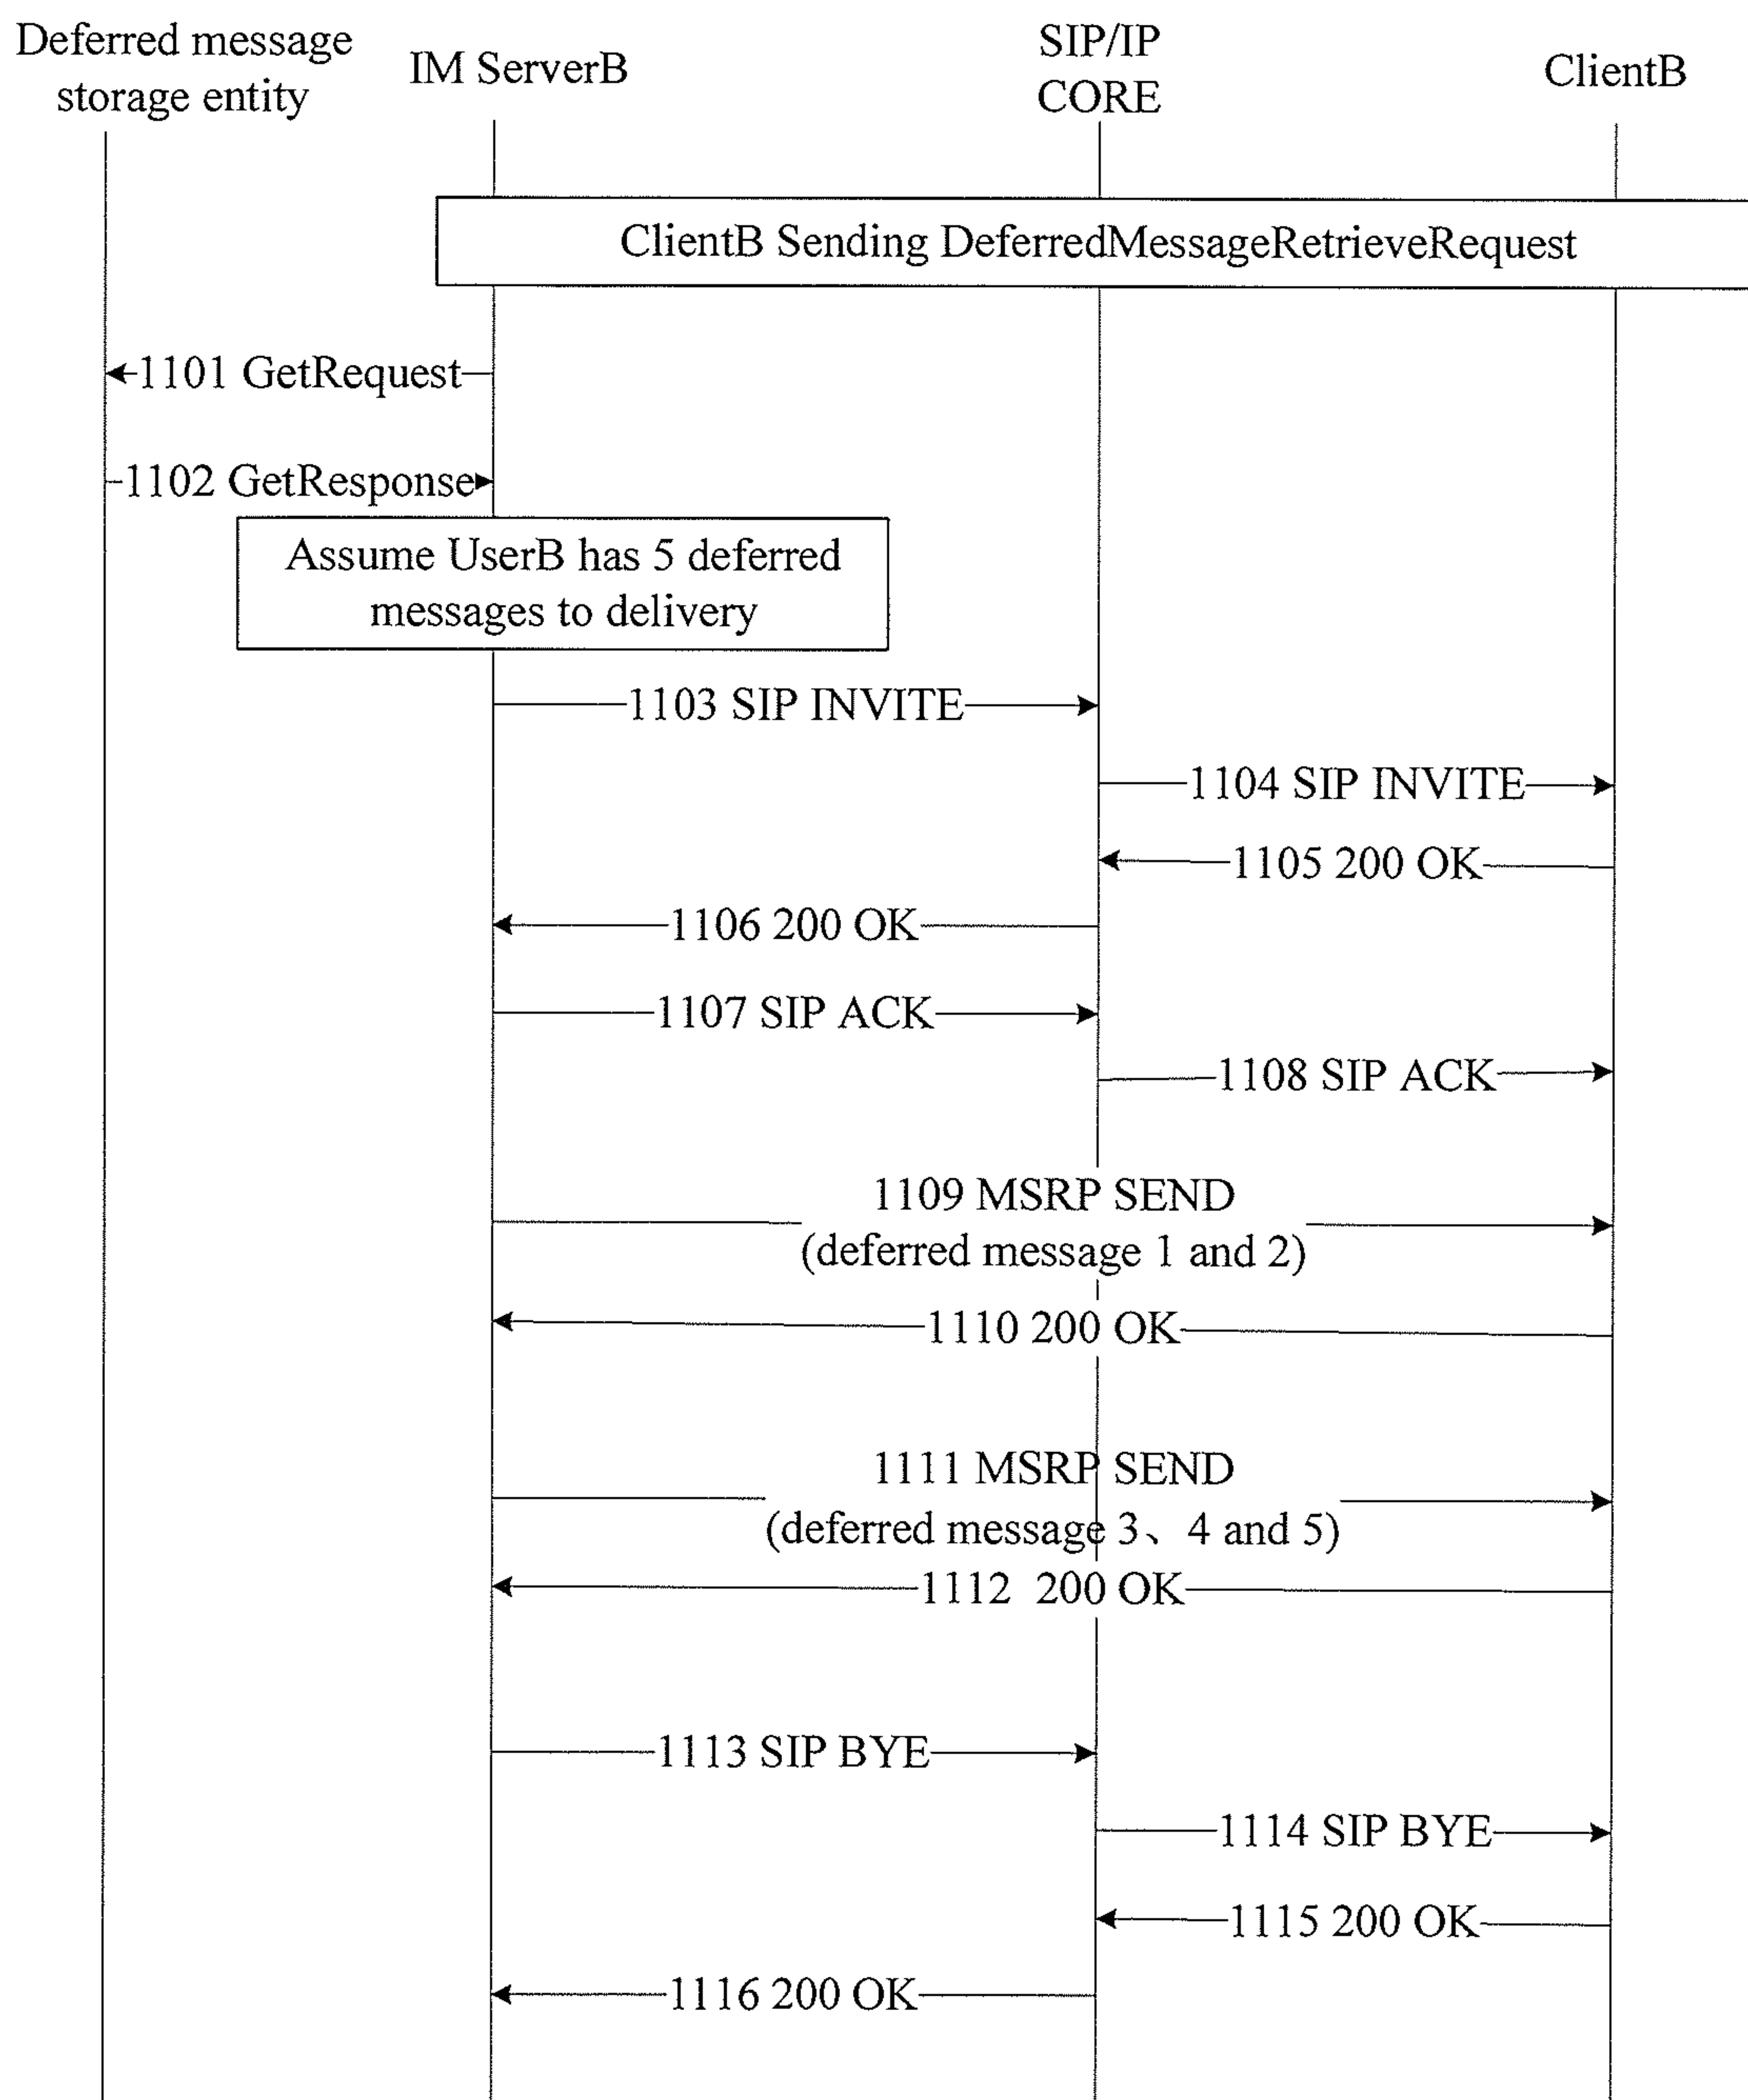 Deferred message
storage entity
IM ServerB
SIP/IP
CORE
ClientB
ClientB Sending DeferredMessageRetrieveRequest
1101 GetRequest
1102 GetResponse
Assume UserB has 5 deferred
messages to delivery
1103 SIP INVITE
1104 SIP INVITE
1105 200 OK
1106 200 OK
1107 SIP ACK
1108 SIP ACK
1109 MSRP SEND
(deferred message 1 and 2)
1110 200 OK
1111 MSRP SEND
(deferred message 3、4 and 5)
1112 200 OK
1113 SIP BYE
1114 SIP BYE
1115 200 OK
1116 200 OK